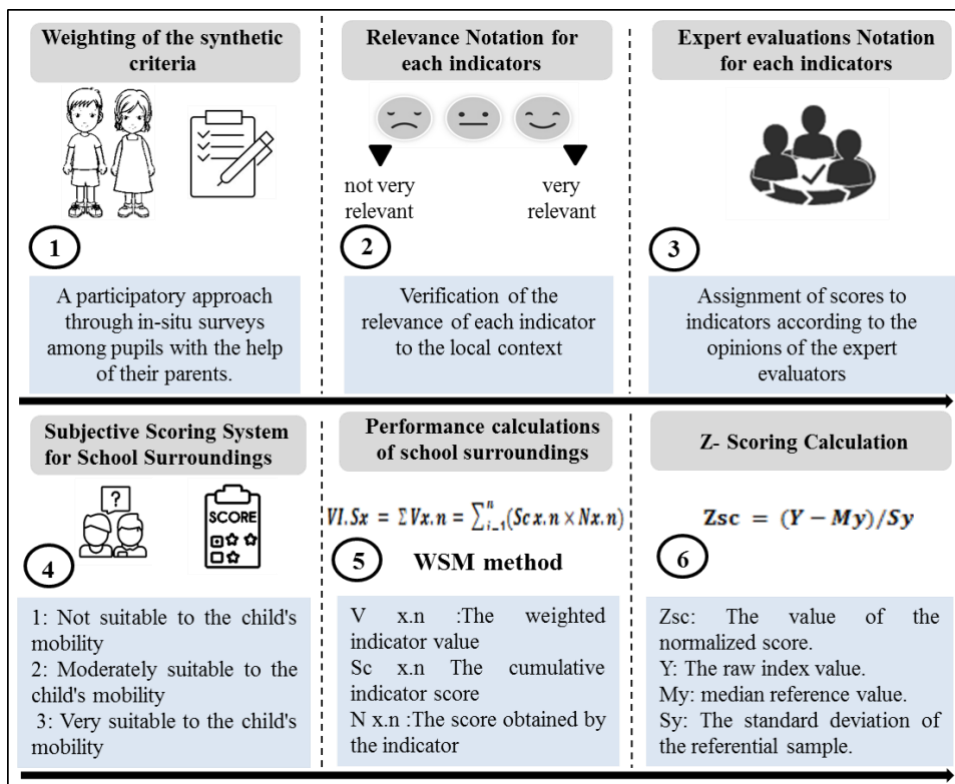 Weighting of the synthetic
criteria
1
A participatory approach
through in-situ surveys
among pupils with the help
of their parents.
Relevance Notation for
each indicators
not very
relevant
very
relevant
2
Verification of the
relevance of each indicator
to the local context
Expert evaluations Notation
for each indicators
3
Assignment of scores to
indicators according to the
opinions of the expert
evaluators
Subjective Scoring System
for School Surroundings
?
SCORE
4
1: Not suitable to the child's
mobility
2: Moderately suitable to the
child's mobility
3: Very suitable to the child's
mobility
Performance calculations
of school surroundings
VI.Sx = ΣVx.n = ∑ⁿᵢ₋₁(Sc x.n × Nx.n)
5
WSM method
V x.n :The weighted
indicator value
Sc x.n The cumulative
indicator score
N x.n :The score obtained by
the indicator
Z- Scoring Calculation
Zsc = (Y − My)/Sy
6
Zsc: The value of the
normalized score.
Y: The raw index value.
My: median reference value.
Sy: The standard deviation of
the referential sample.